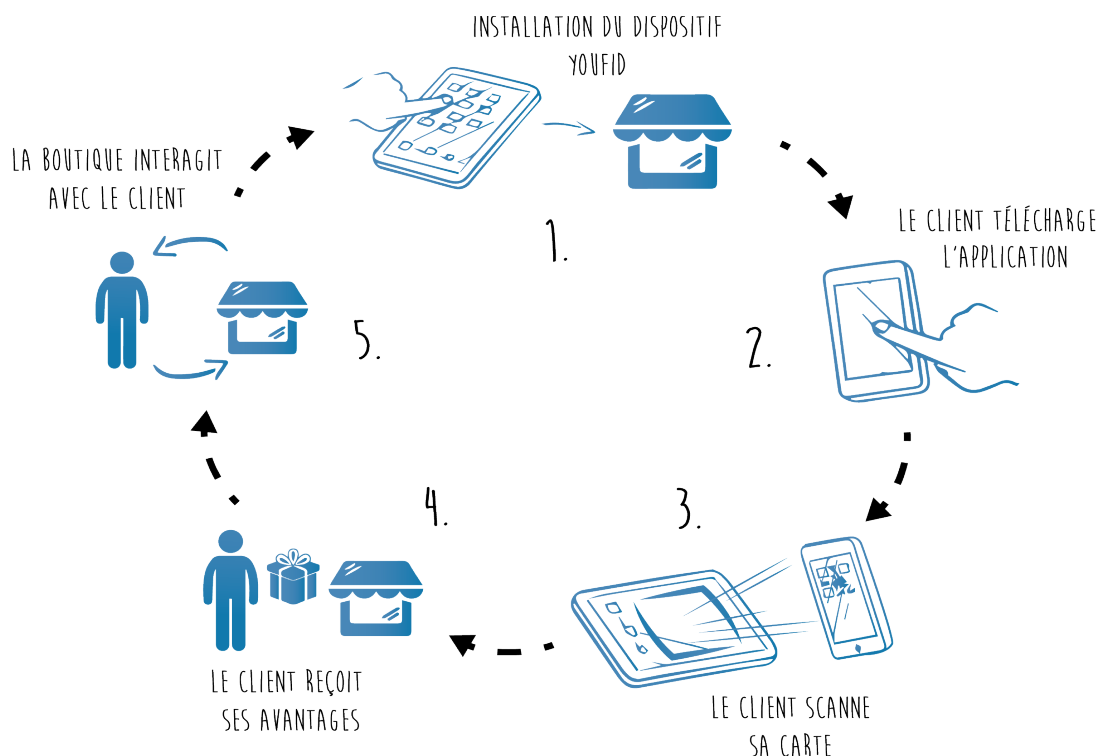 INSTALLATION DU DISPOSITIF
YOUFID
1.
LE CLIENT TÉLÉCHARGE
L'APPLICATION
2.
3.
LE CLIENT SCANNE
SA CARTE
4.
LE CLIENT REÇOIT
SES AVANTAGES
LA BOUTIQUE INTERAGIT
AVEC LE CLIENT
5.